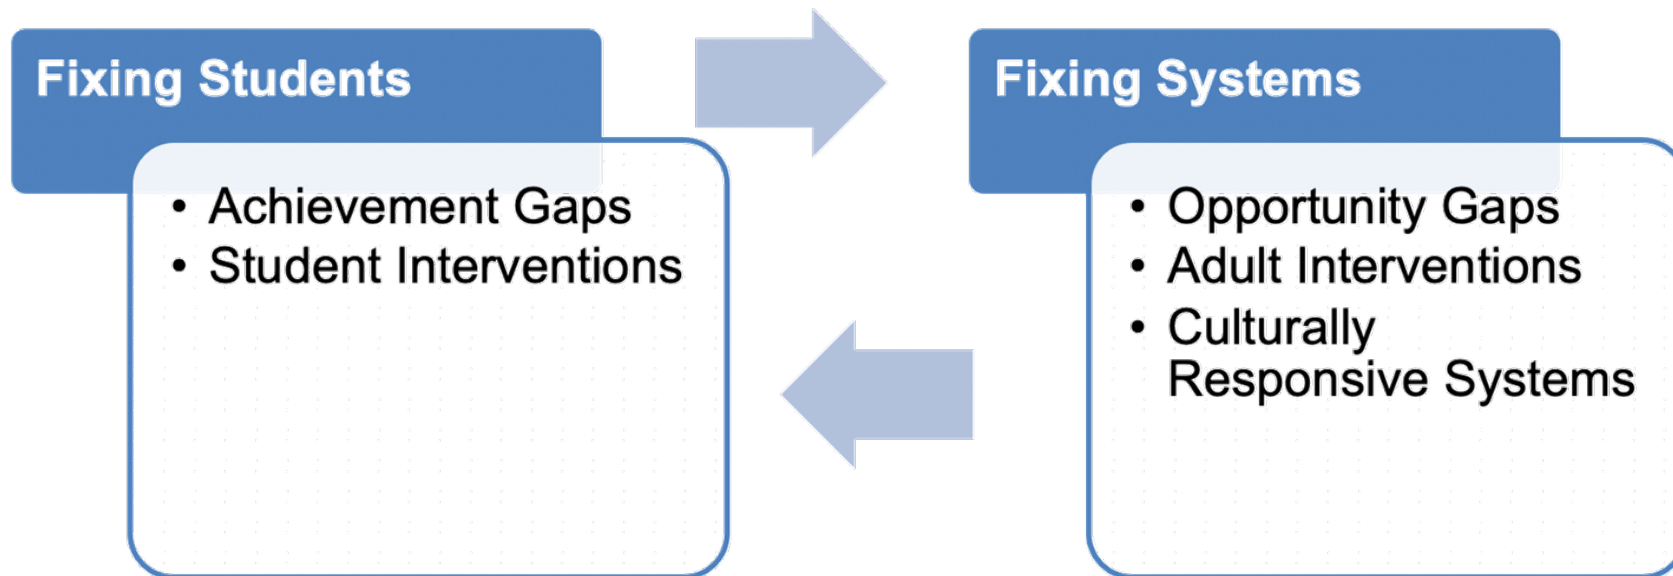 Fixing Students
• Achievement Gaps
• Student Interventions
Fixing Systems
• Opportunity Gaps
• Adult Interventions
• Culturally
Responsive Systems